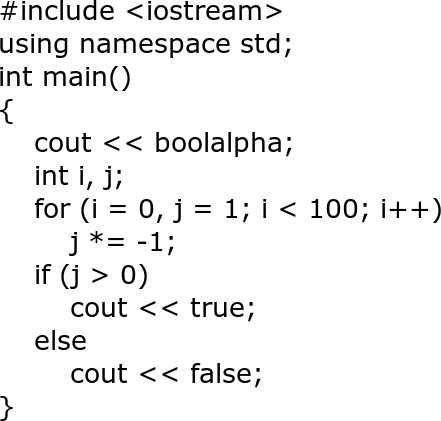 #include <iostream>
using namespace std;
int main()
{
    cout << boolalpha;
    int i, j;
    for (i = 0, j = 1; i < 100; i++)
        j *= -1;
    if (j > 0)
        cout << true;
    else
        cout << false;
}